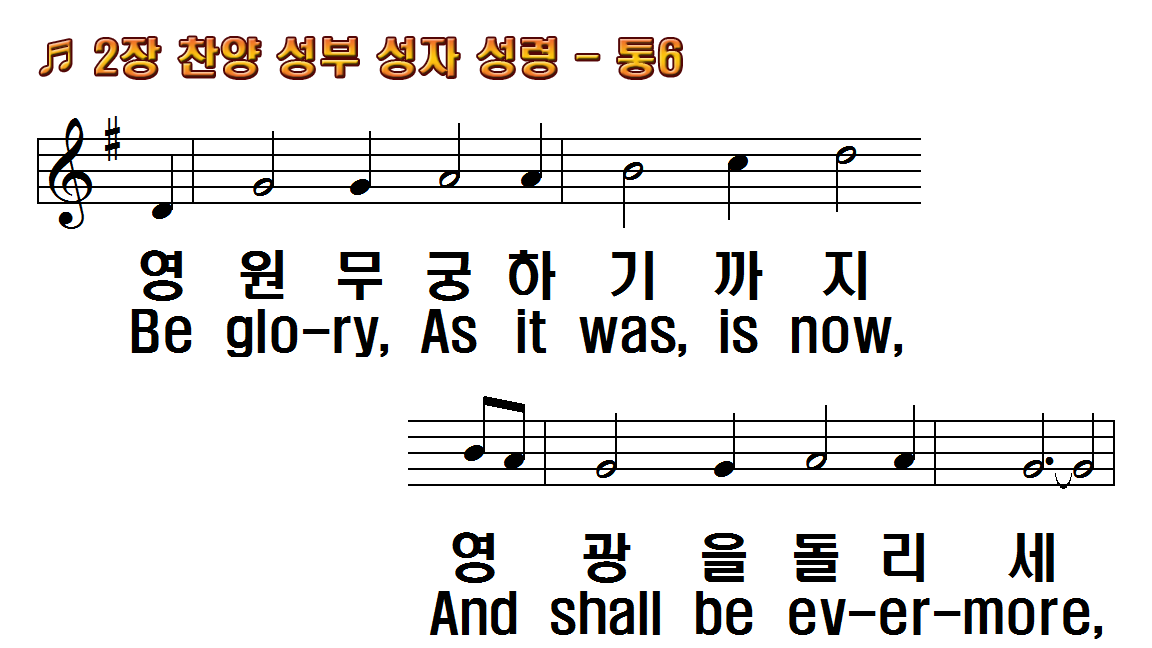 ♬ 2장 찬양 성부 성자 성령 - 통6
영 원 무 궁 하 기 까 지
Be glo-ry, As it was, is now,
영 광 을 돌 리 세
And shall be ev-er-more,